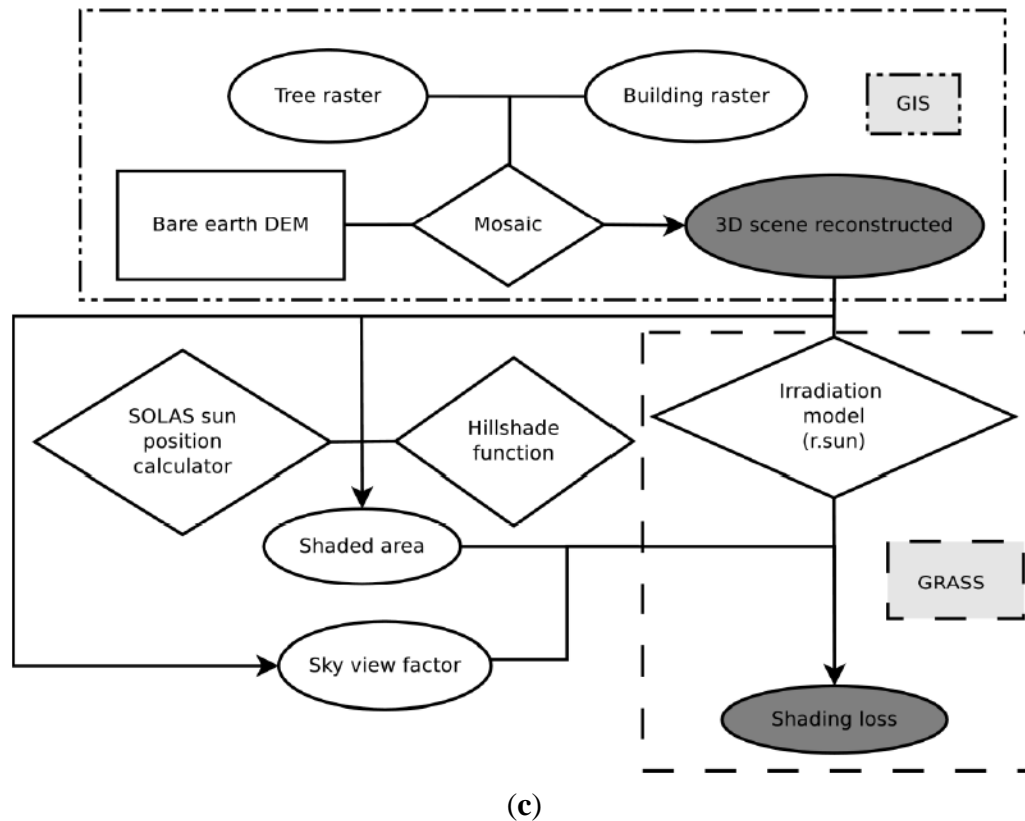 Tree raster
Building raster
GIS
Bare earth DEM
Mosaic
3D scene reconstructed
SOLAS sun
position
calculator
Hillshade
function
Irradiation
model
(r.sun)
Shaded area
GRASS
Sky view factor
Shading loss
(c)